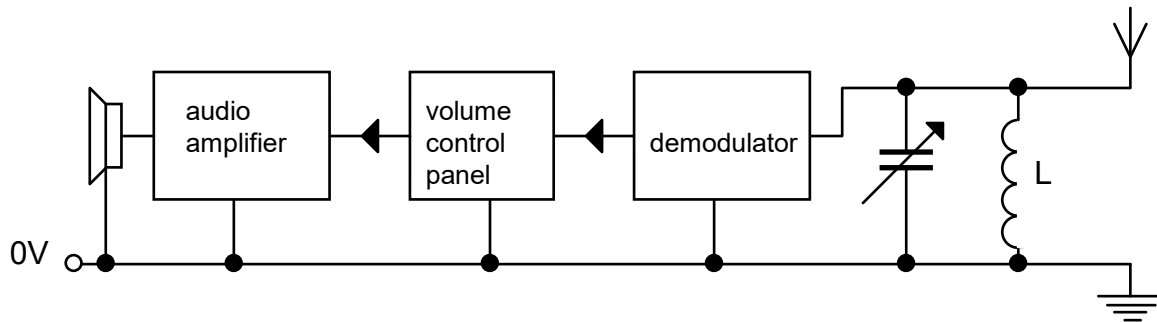 audio
amplifier
volume
control
panel
demodulator
L
0V